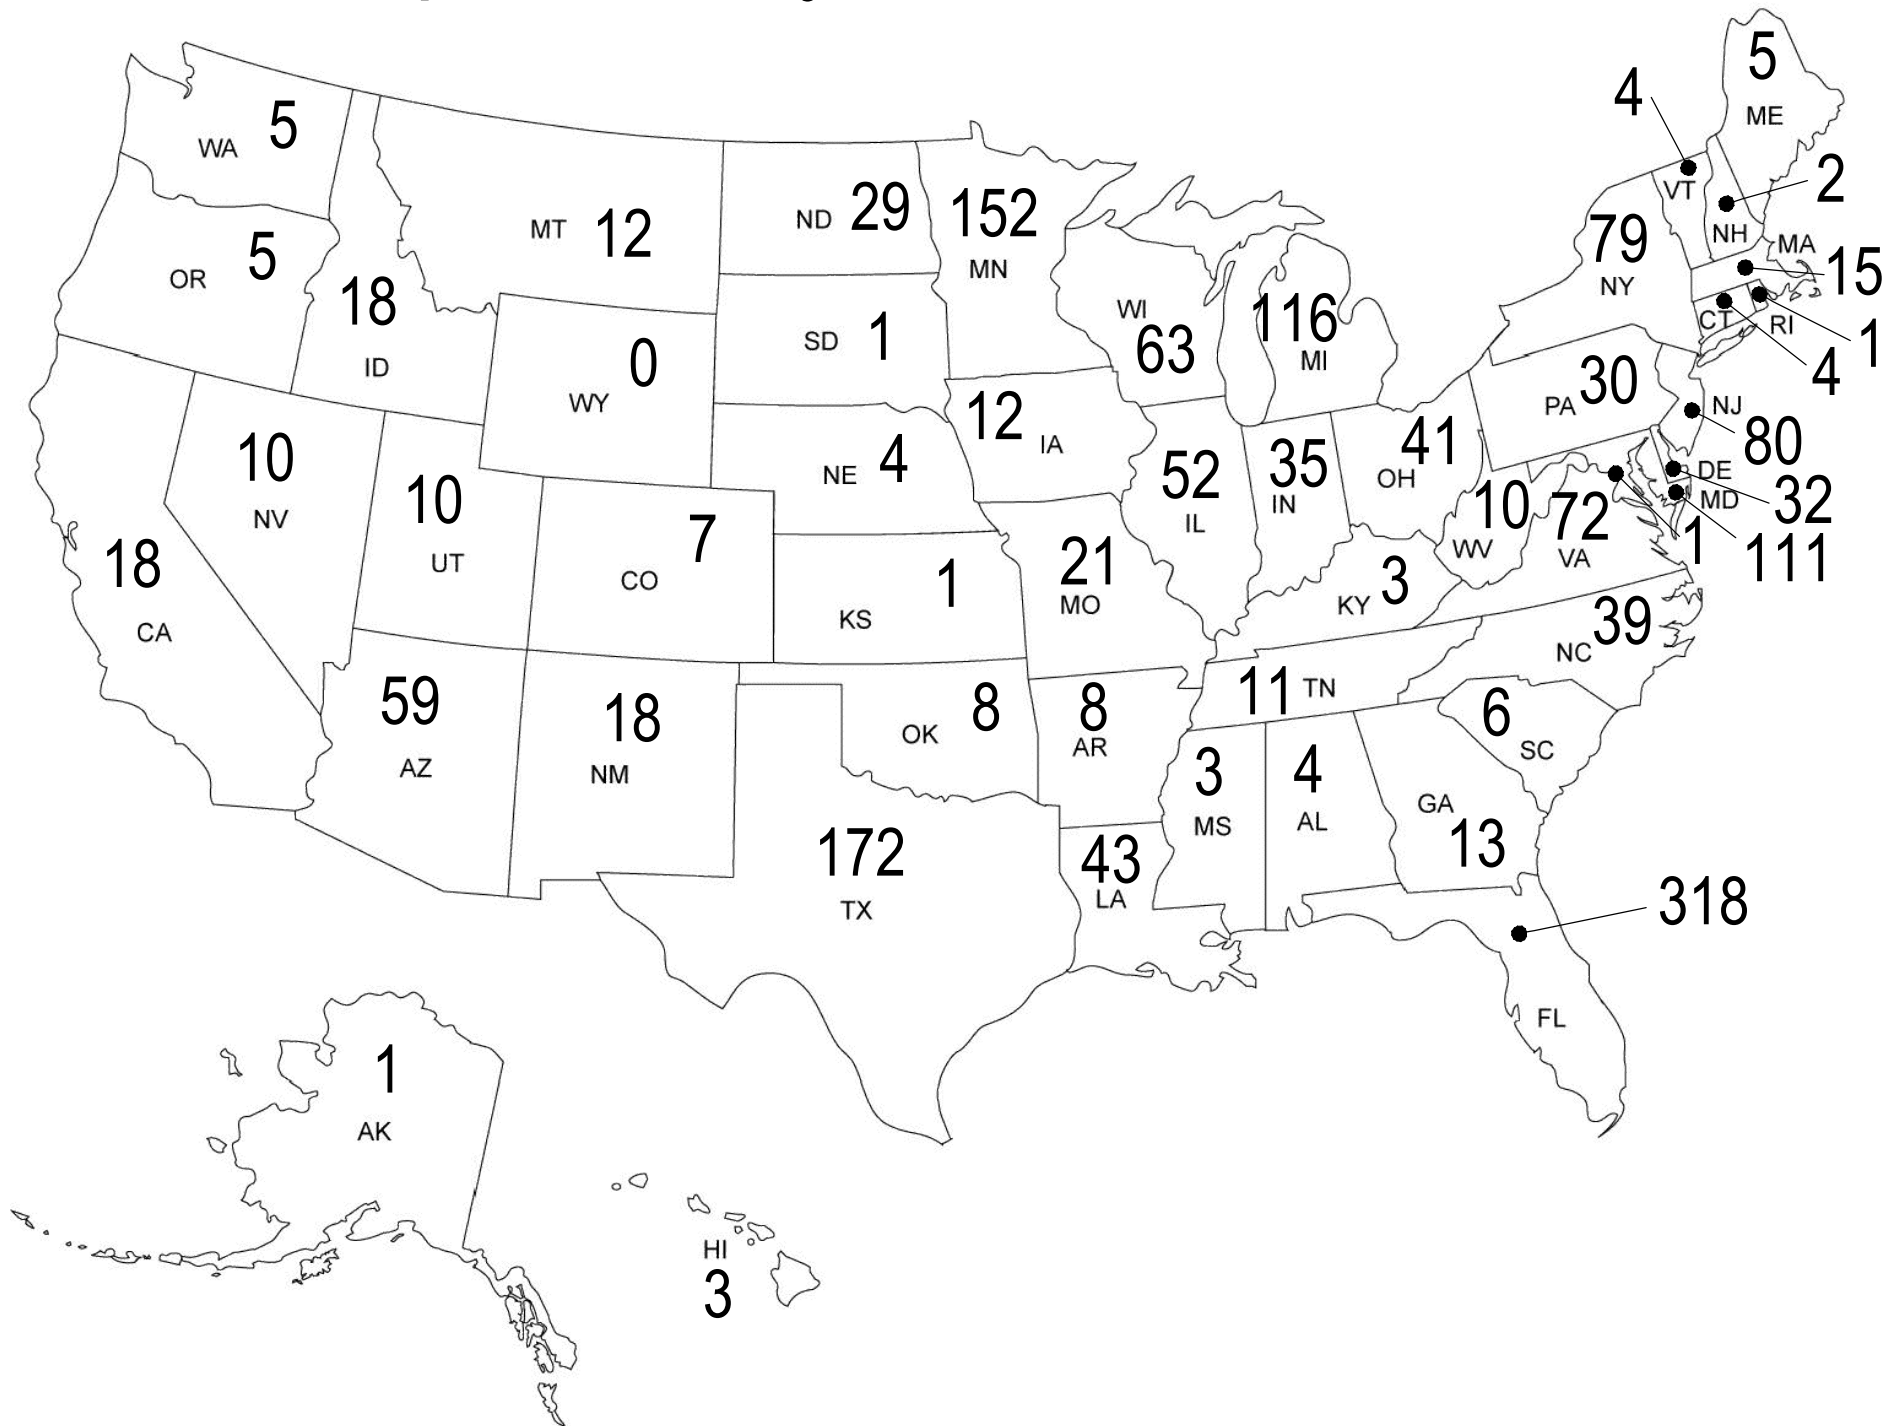 5
ME
4
WA 5
VT
2
MT 12
ND 29
152
MN
79
NY
NH
MA
15
OR 5
18
ID
WI
63
116
MI
CT
RI
1
4
SD 1
WY 0
PA 30
NJ
80
12 IA
NE 4
41
OH
35
IN
52
IL
DE
32
MD
111
1
10
NV
10
UT
10
WV
72
VA
7
CO
18
CA
KS 1
21
MO
KY 3
39
NC
59
AZ
18
NM
OK 8
8
AR
11 TN
6
SC
3
MS
4
AL
GA
13
172
TX
43
LA
318
FL
1
AK
HI
3